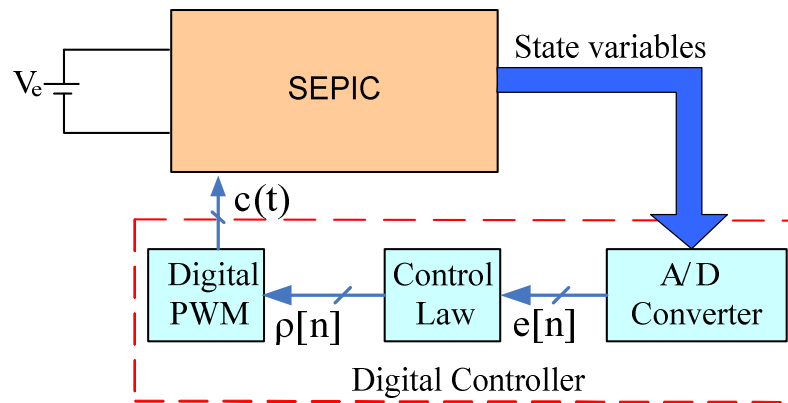 State variables
SEPIC
Ve
c(t)
Digital
PWM
ρ[n]
Control
Law
e[n]
A/D
Converter
Digital Controller